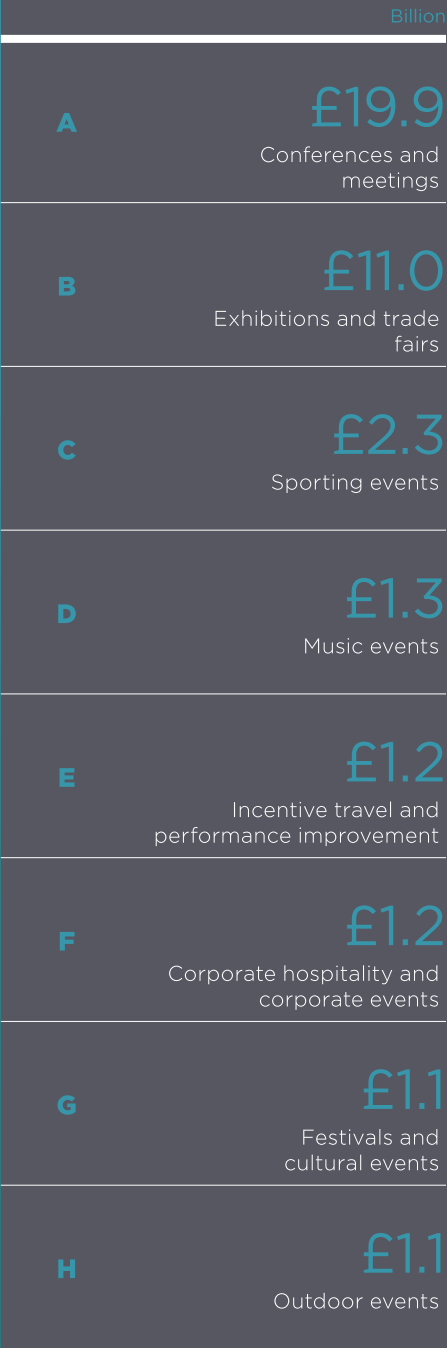 Billion
A
£19.9
Conferences and
meetings
B
£11.0
Exhibitions and trade
fairs
C
£2.3
Sporting events
D
£1.3
Music events
E
£1.2
Incentive travel and
performance improvement
F
£1.2
Corporate hospitality and
corporate events
G
£1.1
Festivals and
cultural events
H
£1.1
Outdoor events